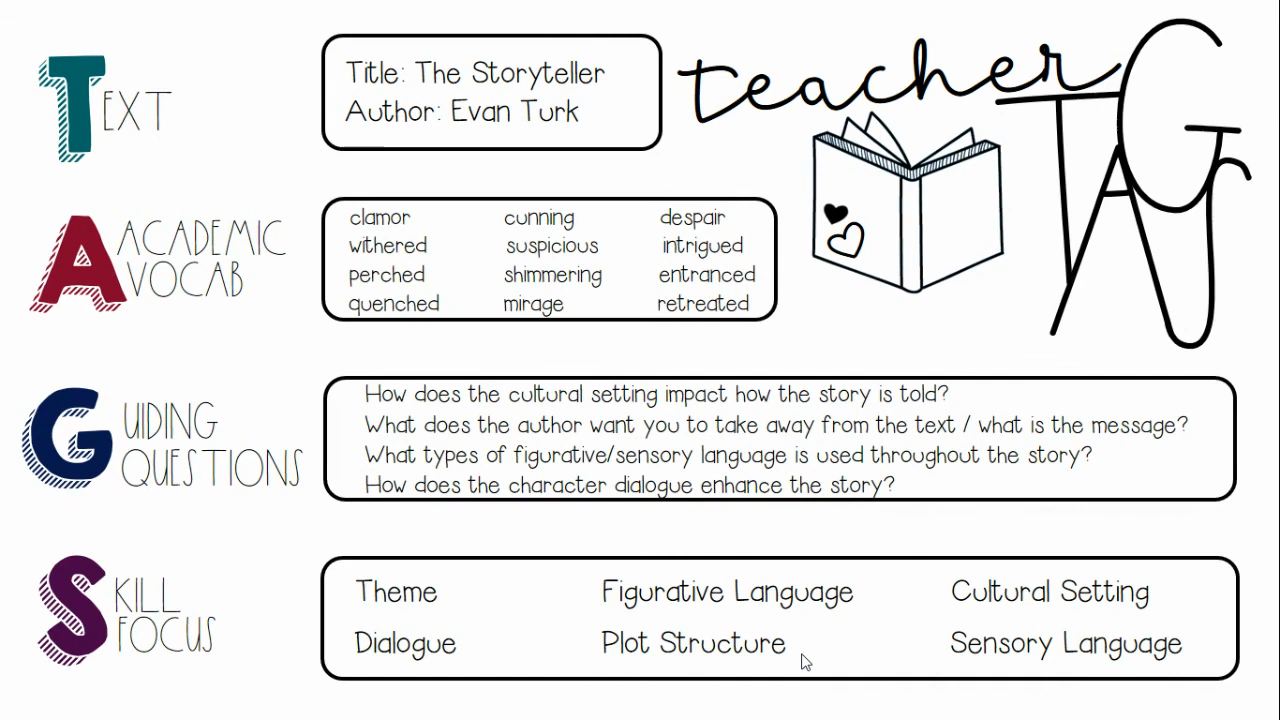 TEXT
Title: The Storyteller
Author: Evan Turk
teacher TAGS
ACADEMIC
VOCAB
clamor cunning despair
withered suspicious intrigued
perched shimmering entranced
quenched mirage retreated
GUIDING
QUESTIONS
How does the cultural setting impact how the story is told?
What does the author want you to take away from the text / what is the message?
What types of figurative/sensory language is used throughout the story?
How does the character dialogue enhance the story?
SKILL
FOCUS
Theme Figurative Language Cultural Setting
Dialogue Plot Structure Sensory Language